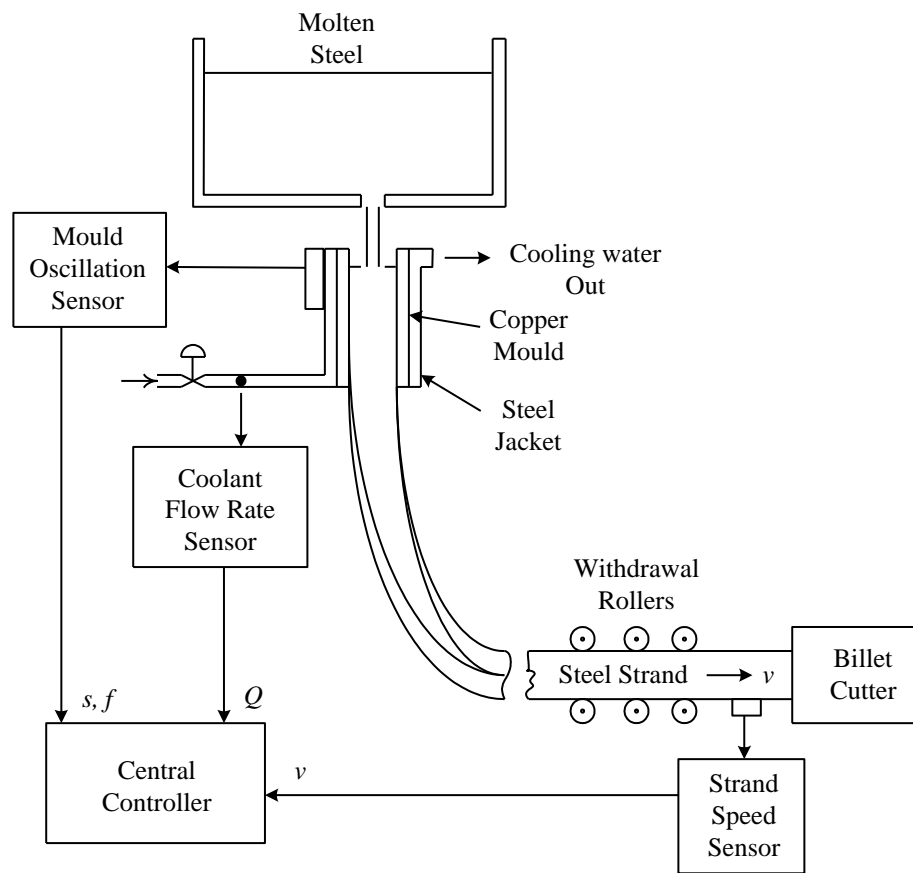 Molten
Steel
Mould
Oscillation
Sensor
Cooling water
Out
Copper
Mould
Steel
Jacket
Coolant
Flow Rate
Sensor
Withdrawal
Rollers
Steel Strand
v
Billet
Cutter
s, f
Q
Central
Controller
v
Strand
Speed
Sensor